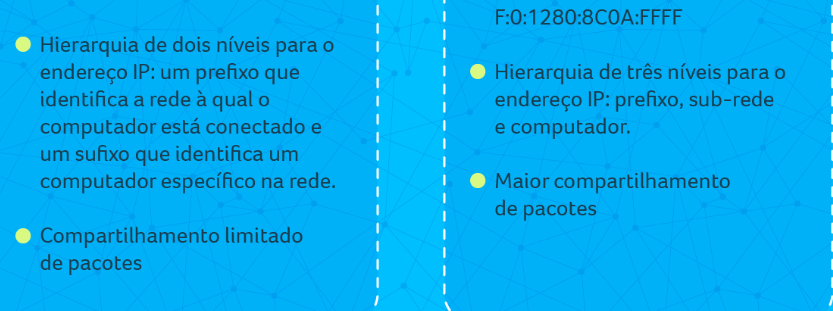 Hierarquia de dois níveis para o
endereço IP: um prefixo que
identifica a rede à qual o
computador está conectado e
um sufixo que identifica um
computador específico na rede.
Compartilhamento limitado
de pacotes
F:0:1280:8C0A:FFFF
Hierarquia de três níveis para o
endereço IP: prefixo, sub-rede
e computador.
Maior compartilhamento
de pacotes